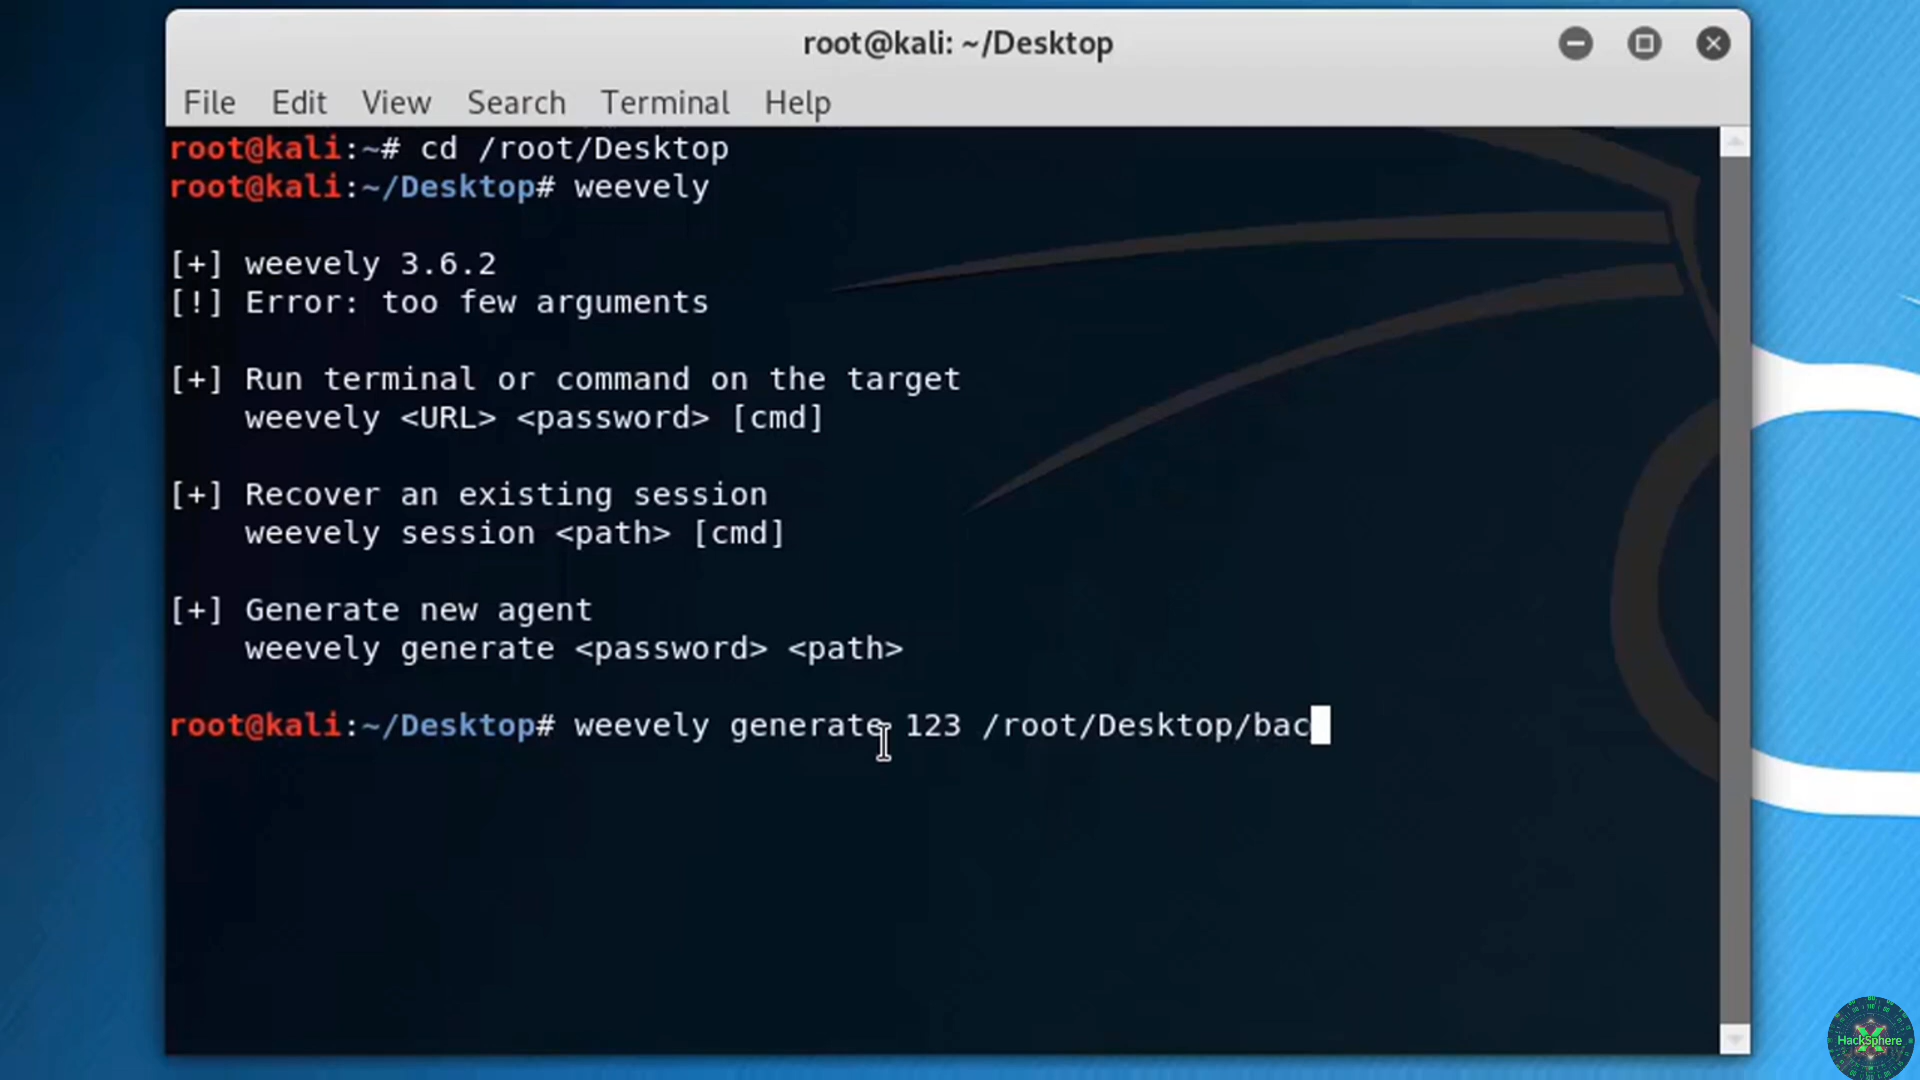 root@kali: ~/Desktop
File Edit View Search Terminal Help
root@kali:~# cd /root/Desktop
root@kali:~/Desktop# weevely
[+] weevely 3.6.2
[!] Error: too few arguments
[+] Run terminal or command on the target
weevely <URL> <password> [cmd]
[+] Recover an existing session
weevely session <path> [cmd]
[+] Generate new agent
weevely generate <password> <path>
root@kali:~/Desktop# weevely generate 123 /root/Desktop/bac
HackSphere